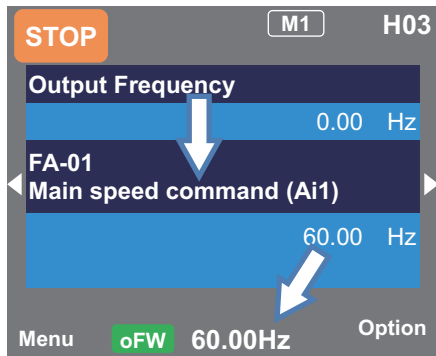 STOP M1 H03
Output Frequency
0.00 Hz
FA-01
Main speed command (Ai1)
60.00 Hz
Menu oFW 60.00Hz Option